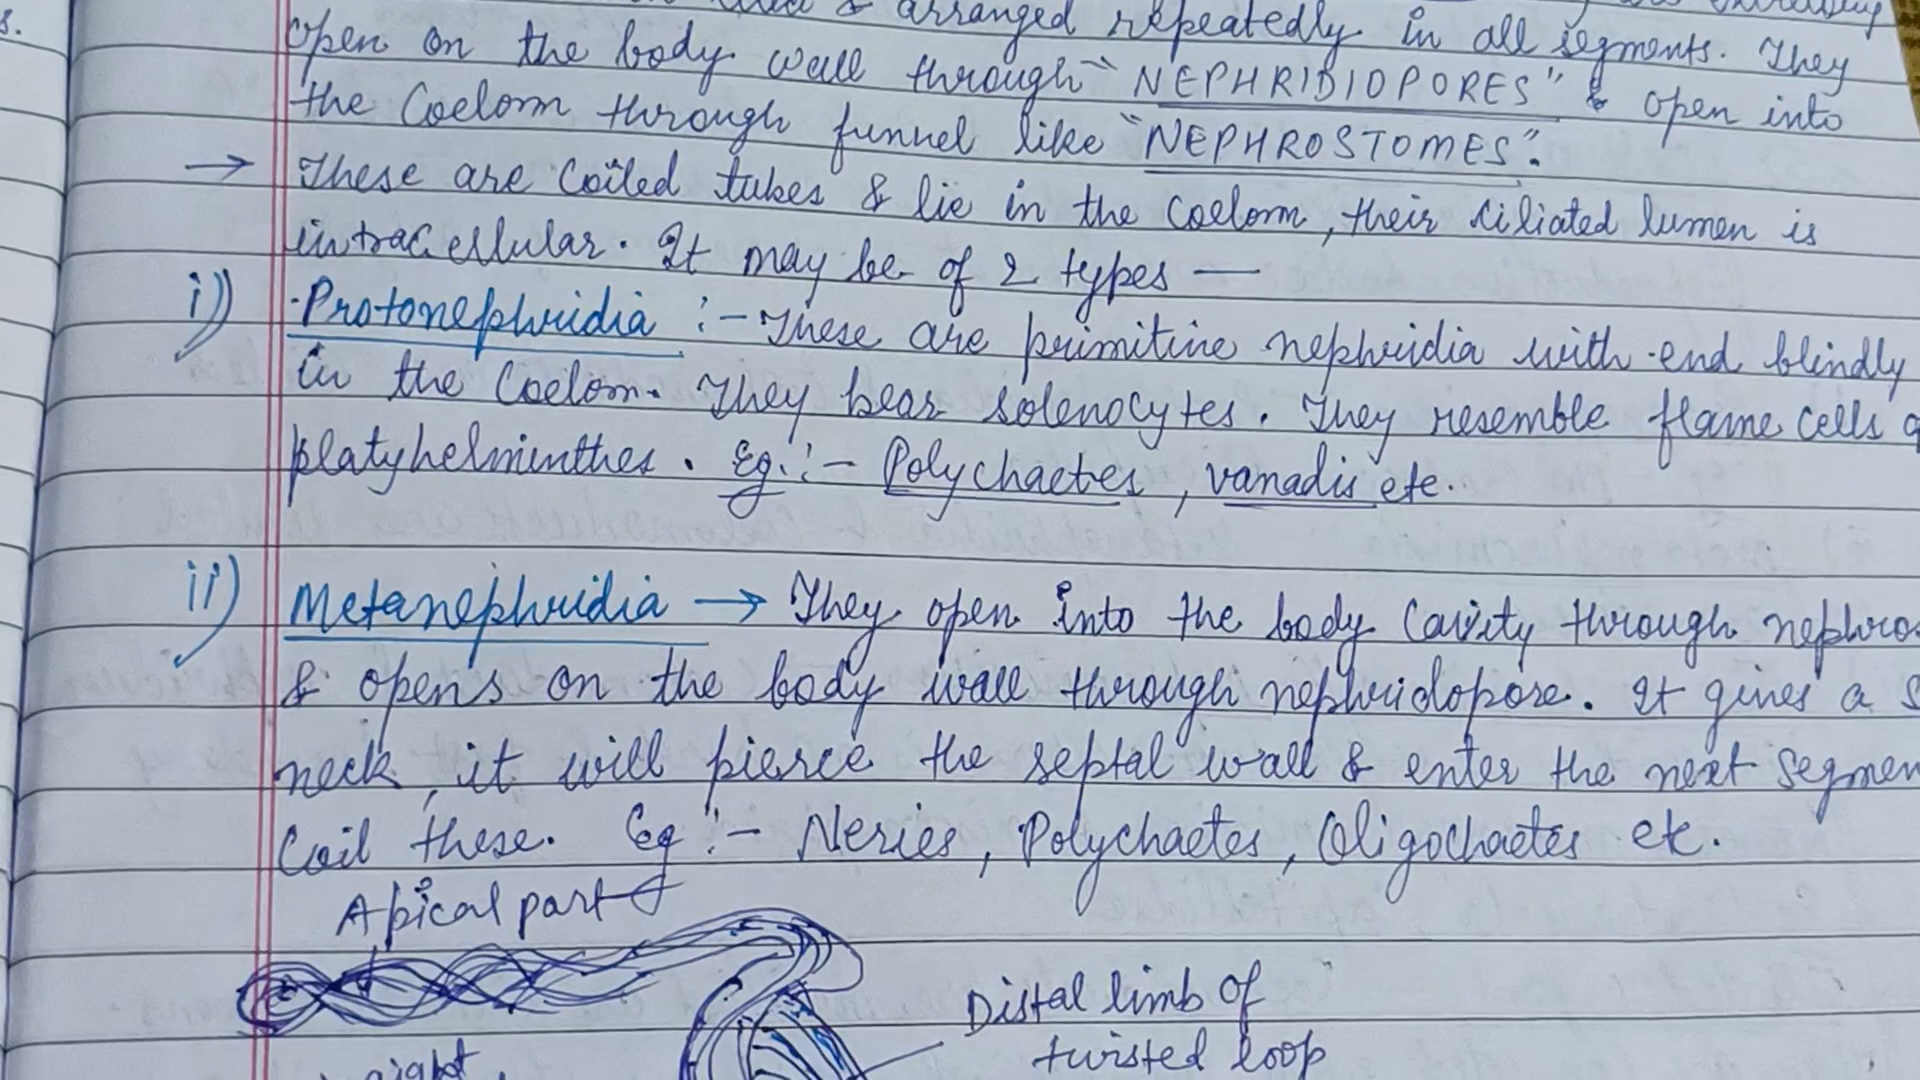 s.
& arranged repeatedly in all segments. They
open on the body wall through "NEPHRIDIOPORES" & open into
the Coelom through funnel like "NEPHROSTOMES".
→ These are coiled tubes & lie in the coelom, their ciliated lumen is
intracellular. It may be of 2 types —
i) Protonephridia :- These are primitive nephridia with end blindly
in the Coelom. They bear solenocytes. They resemble flame cells
platyhelminthes. Eg:- Polychaetes, vanadis etc.
ii) Metanephridia → They open into the body cavity through nephros
& opens on the body wall through nephridiopore. It gives a S
neck, it will pierce the septal wall & enter the next segmen
Coil these. Eg:- Neries, Polychaetes, Oligochaetes etc.
Apical part
Distal limb of
twisted loop